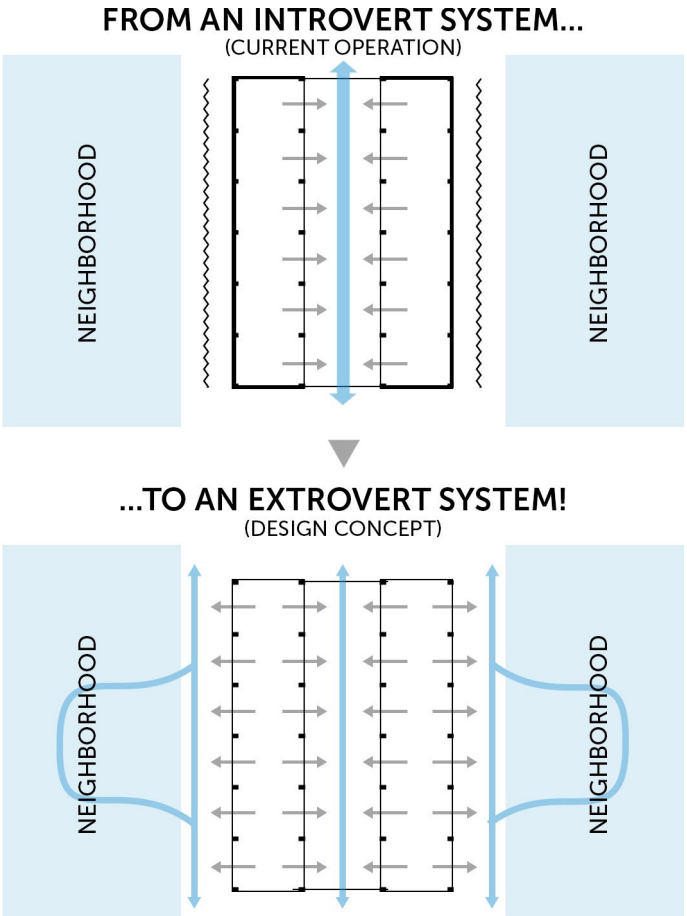 FROM AN INTROVERT SYSTEM...
(CURRENT OPERATION)
NEIGHBORHOOD
NEIGHBORHOOD
...TO AN EXTROVERT SYSTEM!
(DESIGN CONCEPT)
NEIGHBORHOOD
NEIGHBORHOOD